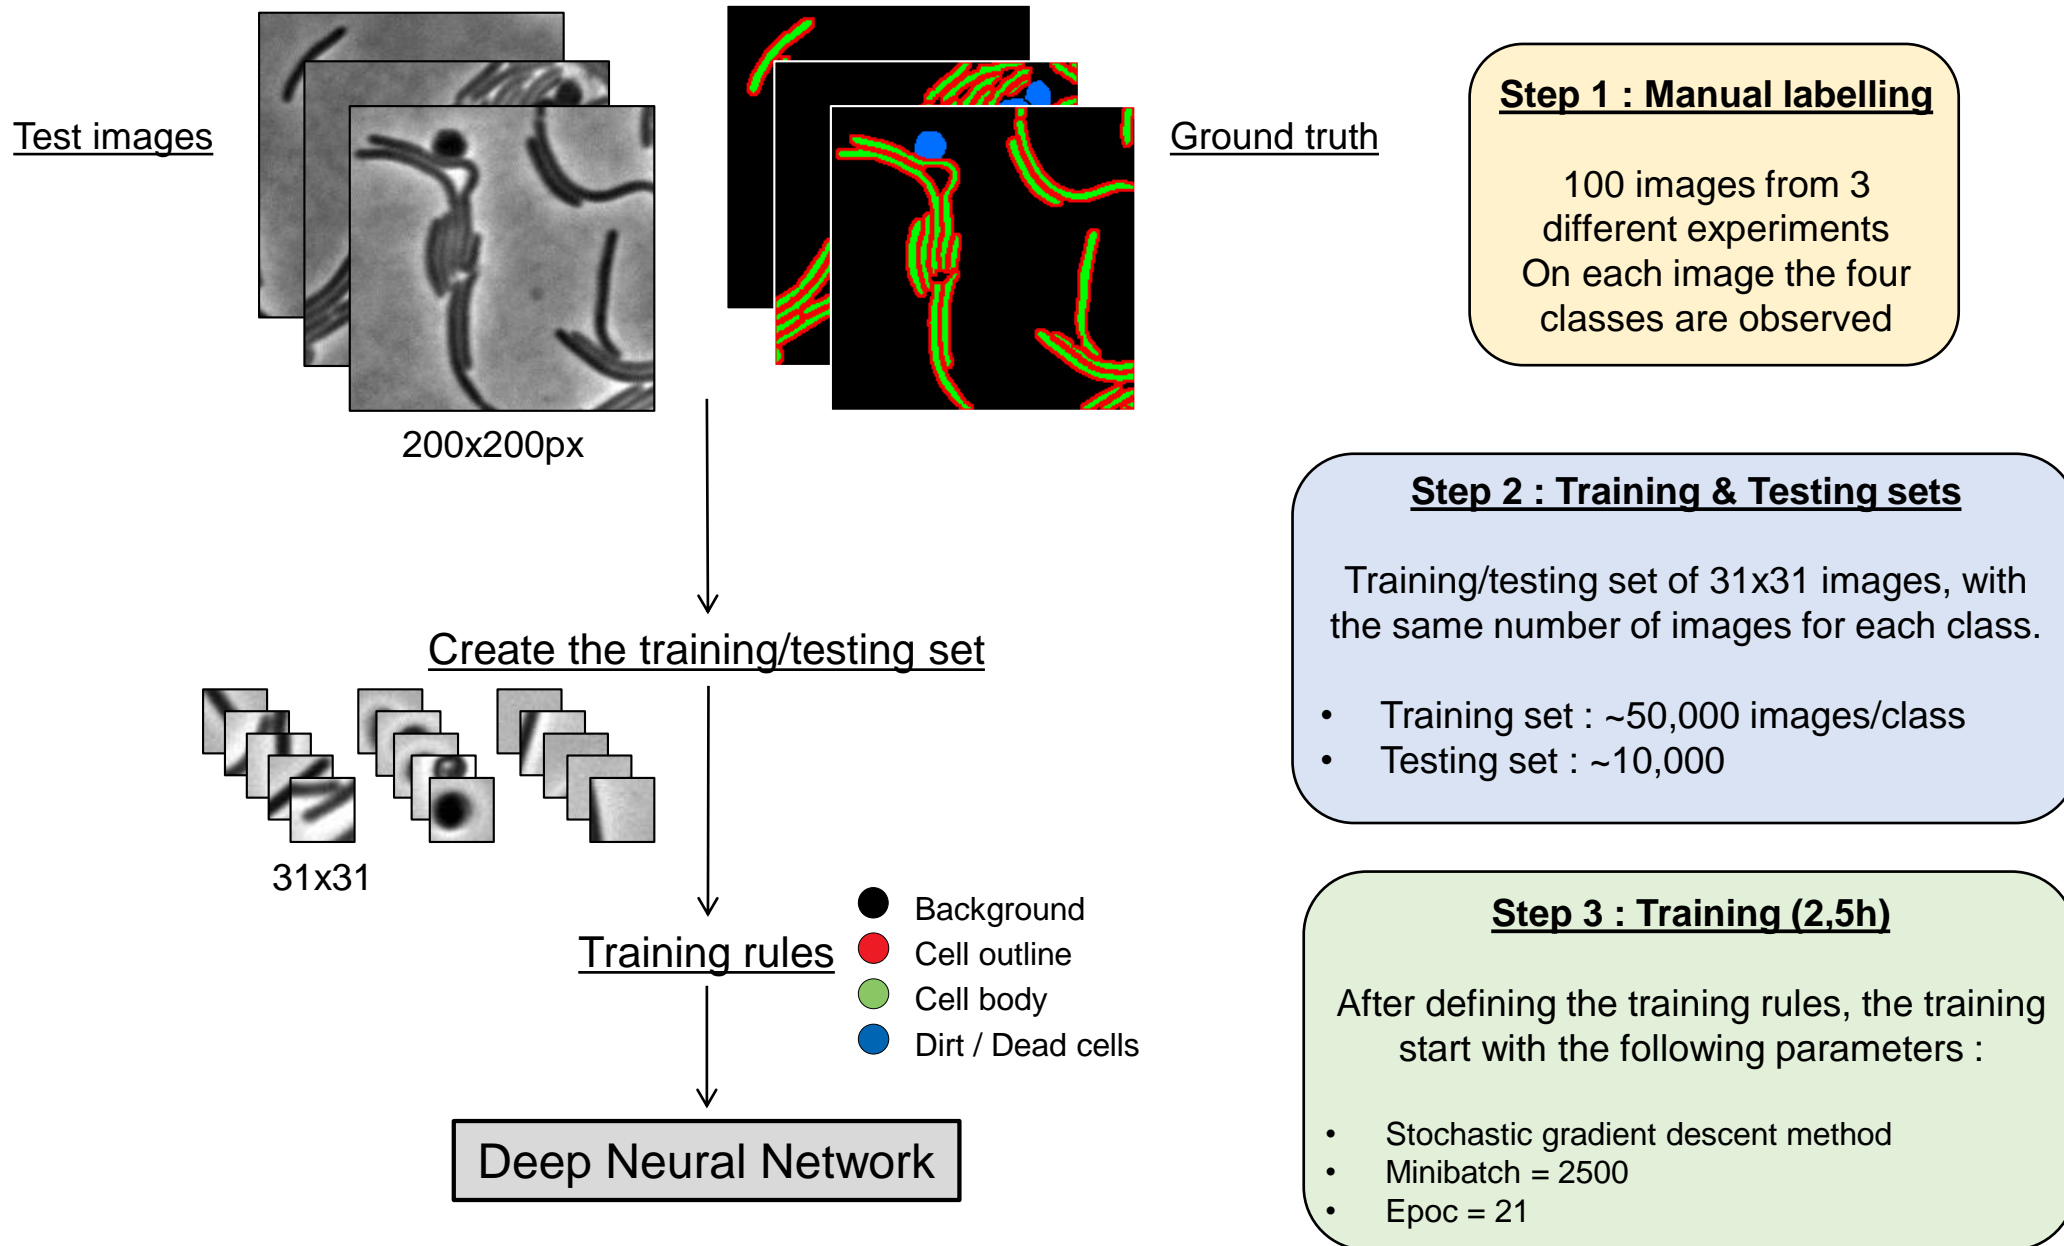 Test images
200x200px
Ground truth
Step 1 : Manual labelling
100 images from 3
different experiments
On each image the four
classes are observed
Create the training/testing set
31x31
Step 2 : Training & Testing sets
Training/testing set of 31x31 images, with
the same number of images for each class.
• Training set : ~50,000 images/class
• Testing set : ~10,000
Training rules
Background
Cell outline
Cell body
Dirt / Dead cells
Deep Neural Network
Step 3 : Training (2,5h)
After defining the training rules, the training
start with the following parameters :
• Stochastic gradient descent method
• Minibatch = 2500
• Epoc = 21